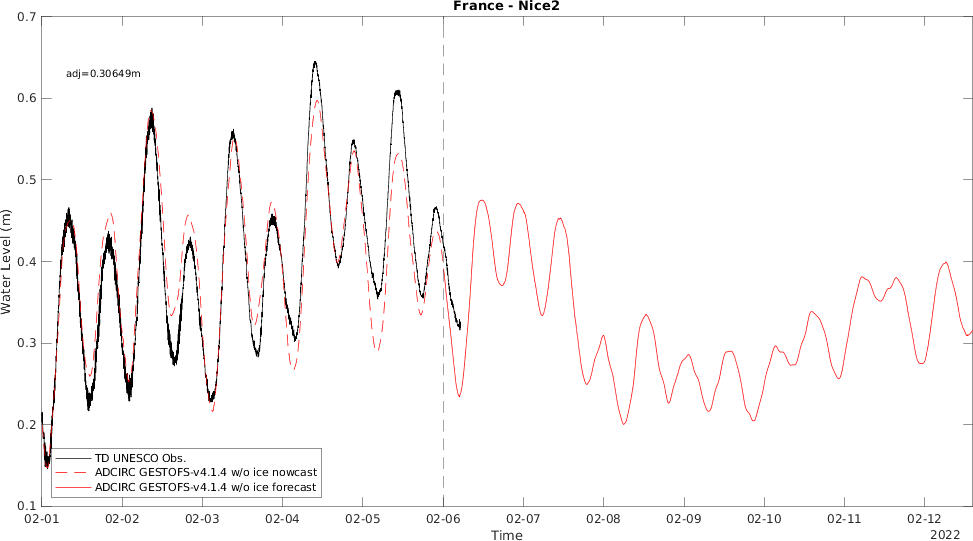 France - Nice2
adj=0.30649m
Water Level (m)
0.7
0.6
0.5
0.4
0.3
0.2
0.1
TD UNESCO Obs.
ADCIRC GESTOFS-v4.1.4 w/o ice nowcast
ADCIRC GESTOFS-v4.1.4 w/o ice forecast
02-01 02-02 02-03 02-04 02-05 02-06 02-07 02-08 02-09 02-10 02-11 02-12
Time
2022